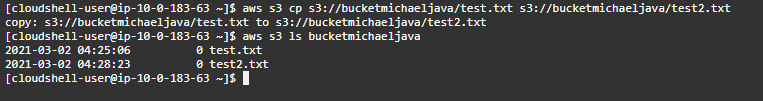 [cloudshell-user@ip-10-0-183-63 ~]$ aws s3 cp s3://bucketmichaeljava/test.txt s3://bucketmichaeljava/test2.txt
copy: s3://bucketmichaeljava/test.txt to s3://bucketmichaeljava/test2.txt
[cloudshell-user@ip-10-0-183-63 ~]$ aws s3 ls bucketmichaeljava
2021-03-02 04:25:06          0 test.txt
2021-03-02 04:28:23          0 test2.txt
[cloudshell-user@ip-10-0-183-63 ~]$